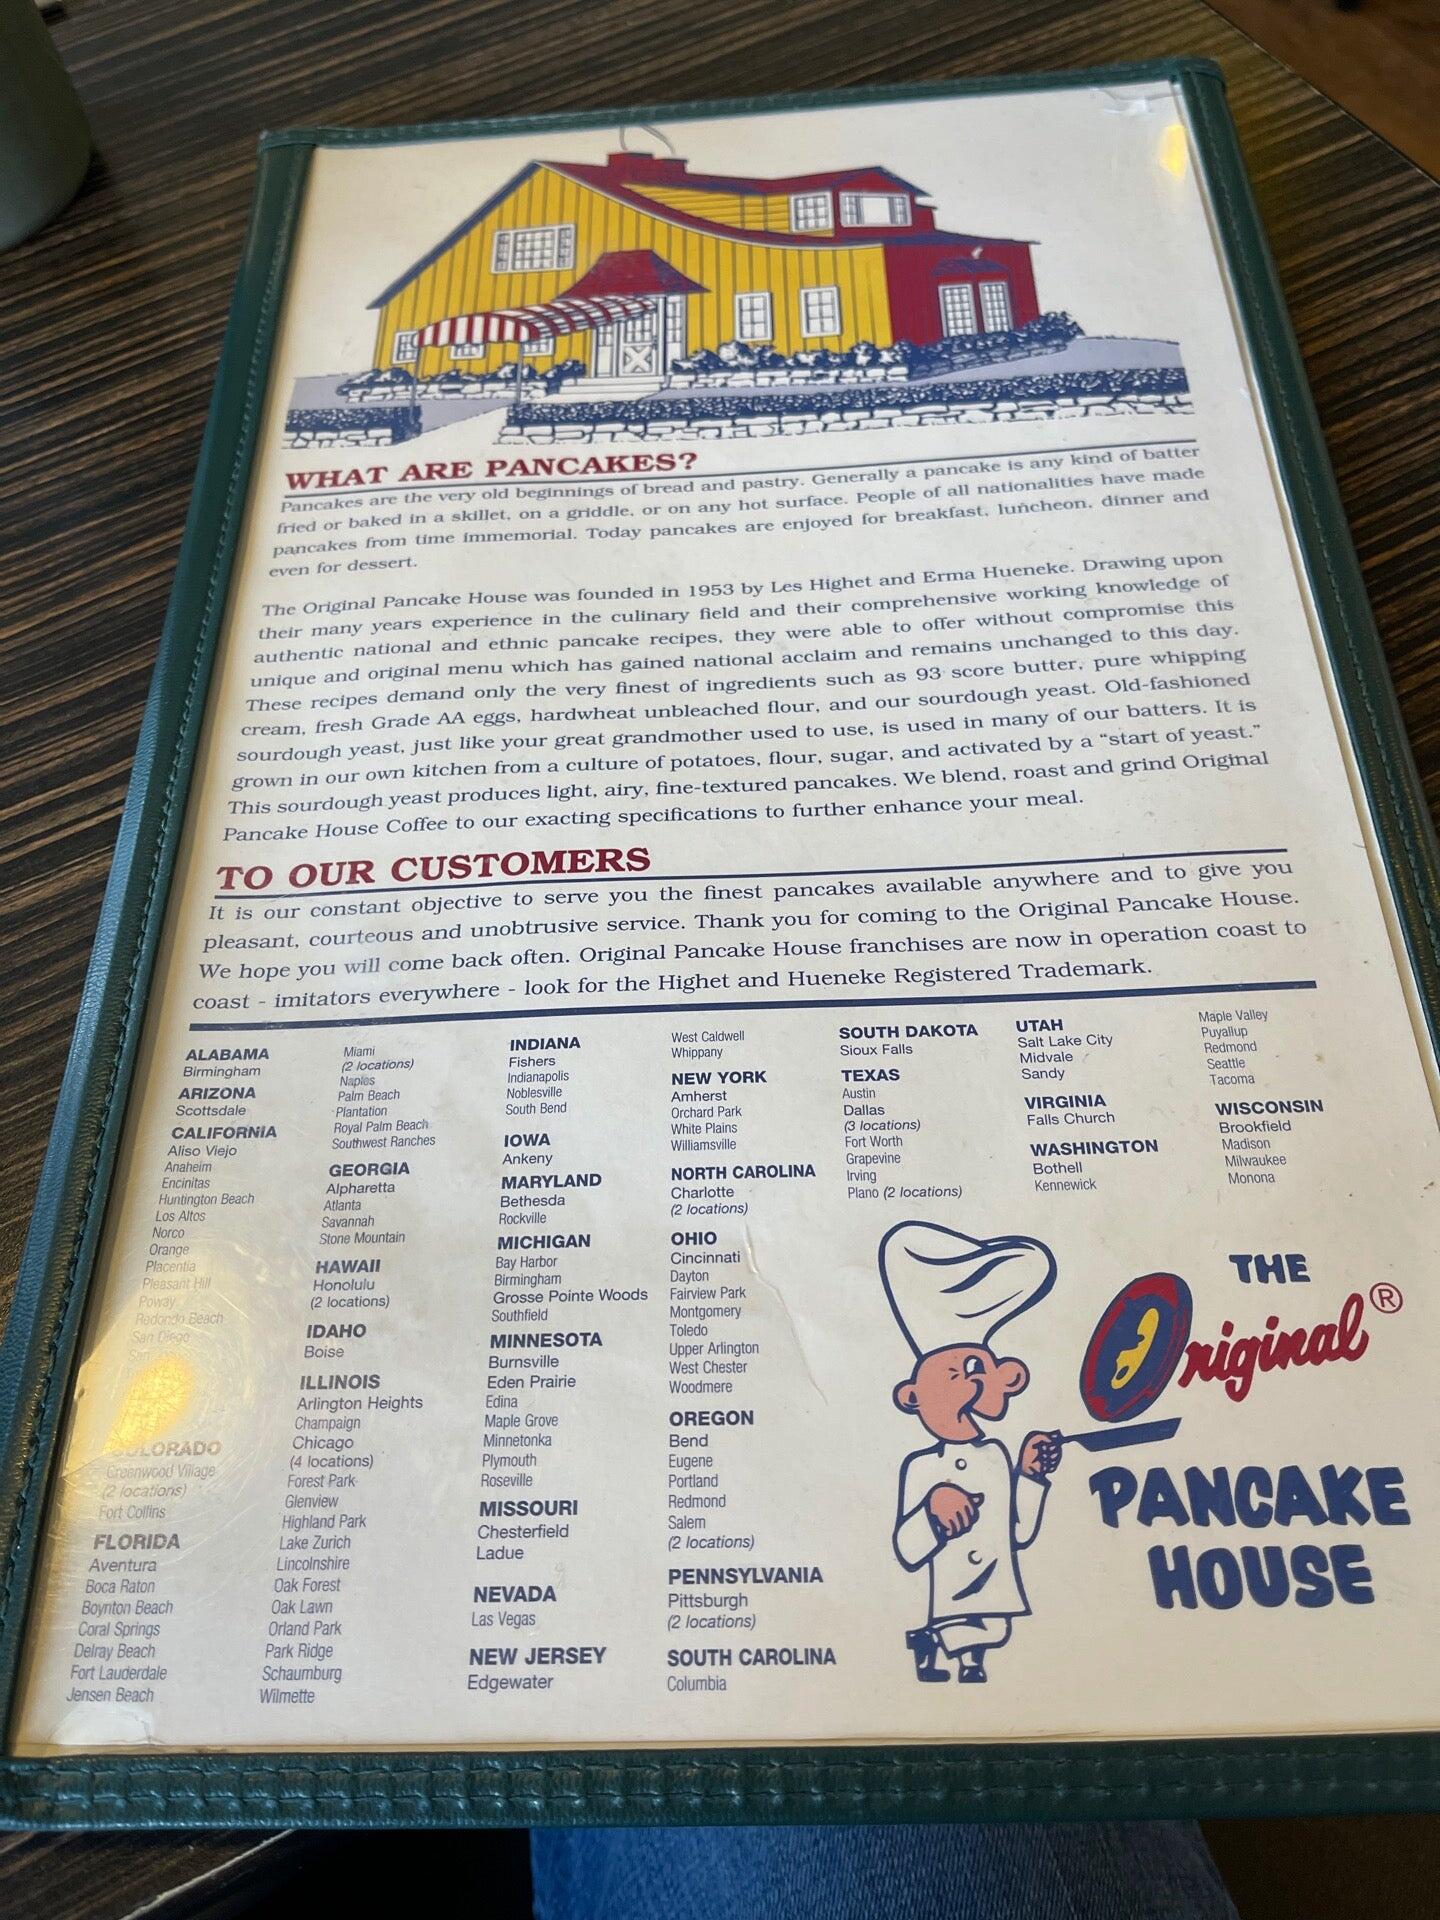 WHAT ARE PANCAKES?
Pancakes are the very old beginnings of bread and pastry. Generally a pancake is any kind of batter
fried or baked in a skillet, on a griddle, or on any hot surface. People of all nationalities have made
pancakes from time immemorial. Today pancakes are enjoyed for breakfast, luncheon, dinner and
even for dessert.
The Original Pancake House was founded in 1953 by Les Highet and Erma Hueneke. Drawing upon
their many years experience in the culinary field and their comprehensive working knowledge of
authentic national and ethnic pancake recipes, they were able to offer without compromise this
unique and original menu which has gained national acclaim and remains unchanged to this day.
These recipes demand only the very finest of ingredients such as 93 score butter, pure whipping
cream, fresh Grade AA eggs, hardwheat unbleached flour, and our sourdough yeast. Old-fashioned
sourdough yeast, just like your great grandmother used to use, is used in many of our batters. It is
grown in our own kitchen from a culture of potatoes, flour, sugar, and activated by a “start of yeast.”
This sourdough yeast produces light, airy, fine-textured pancakes. We blend, roast and grind Original
Pancake House Coffee to our exacting specifications to further enhance your meal.
TO OUR CUSTOMERS
It is our constant objective to serve you the finest pancakes available anywhere and to give you
pleasant, courteous and unobtrusive service. Thank you for coming to the Original Pancake House.
We hope you will come back often. Original Pancake House franchises are now in operation coast to
coast - imitators everywhere - look for the Highet and Hueneke Registered Trademark.
ALABAMA
Birmingham
ARIZONA
Scottsdale
CALIFORNIA
Aliso Viejo
Anaheim
Encinitas
Huntington Beach
Los Altos
Norco
Orange
Placentia
Pleasant Hill
Poway
Redondo Beach
San Diego
COLORADO
Greenwood Village
(2 locations)
Fort Collins
FLORIDA
Aventura
Boca Raton
Boynton Beach
Coral Springs
Delray Beach
Fort Lauderdale
Jensen Beach
Miami
(2 locations)
Naples
Palm Beach
Plantation
Royal Palm Beach
Southwest Ranches
GEORGIA
Alpharetta
Atlanta
Savannah
Stone Mountain
HAWAII
Honolulu
(2 locations)
IDAHO
Boise
ILLINOIS
Arlington Heights
Champaign
Chicago
(4 locations)
Forest Park
Glenview
Highland Park
Lake Zurich
Lincolnshire
Oak Forest
Oak Lawn
Orland Park
Park Ridge
Schaumburg
Wilmette
INDIANA
Fishers
Indianapolis
Noblesville
South Bend
IOWA
Ankeny
MARYLAND
Bethesda
Rockville
MICHIGAN
Bay Harbor
Birmingham
Grosse Pointe Woods
Southfield
MINNESOTA
Burnsville
Eden Prairie
Edina
Maple Grove
Minnetonka
Plymouth
Roseville
MISSOURI
Chesterfield
Ladue
NEVADA
Las Vegas
NEW JERSEY
Edgewater
West Caldwell
Whippany
NEW YORK
Amherst
Orchard Park
White Plains
Williamsville
NORTH CAROLINA
Charlotte
(2 locations)
OHIO
Cincinnati
Dayton
Fairview Park
Montgomery
Toledo
Upper Arlington
West Chester
Woodmere
OREGON
Bend
Eugene
Portland
Redmond
Salem
(2 locations)
PENNSYLVANIA
Pittsburgh
(2 locations)
SOUTH CAROLINA
Columbia
SOUTH DAKOTA
Sioux Falls
TEXAS
Austin
Dallas
(3 locations)
Fort Worth
Grapevine
Irving
Plano (2 locations)
UTAH
Salt Lake City
Midvale
Sandy
VIRGINIA
Falls Church
WASHINGTON
Bothell
Kennewick
Maple Valley
Puyallup
Redmond
Seattle
Tacoma
WISCONSIN
Brookfield
Madison
Milwaukee
Monona
THE
Original®
PANCAKE
HOUSE